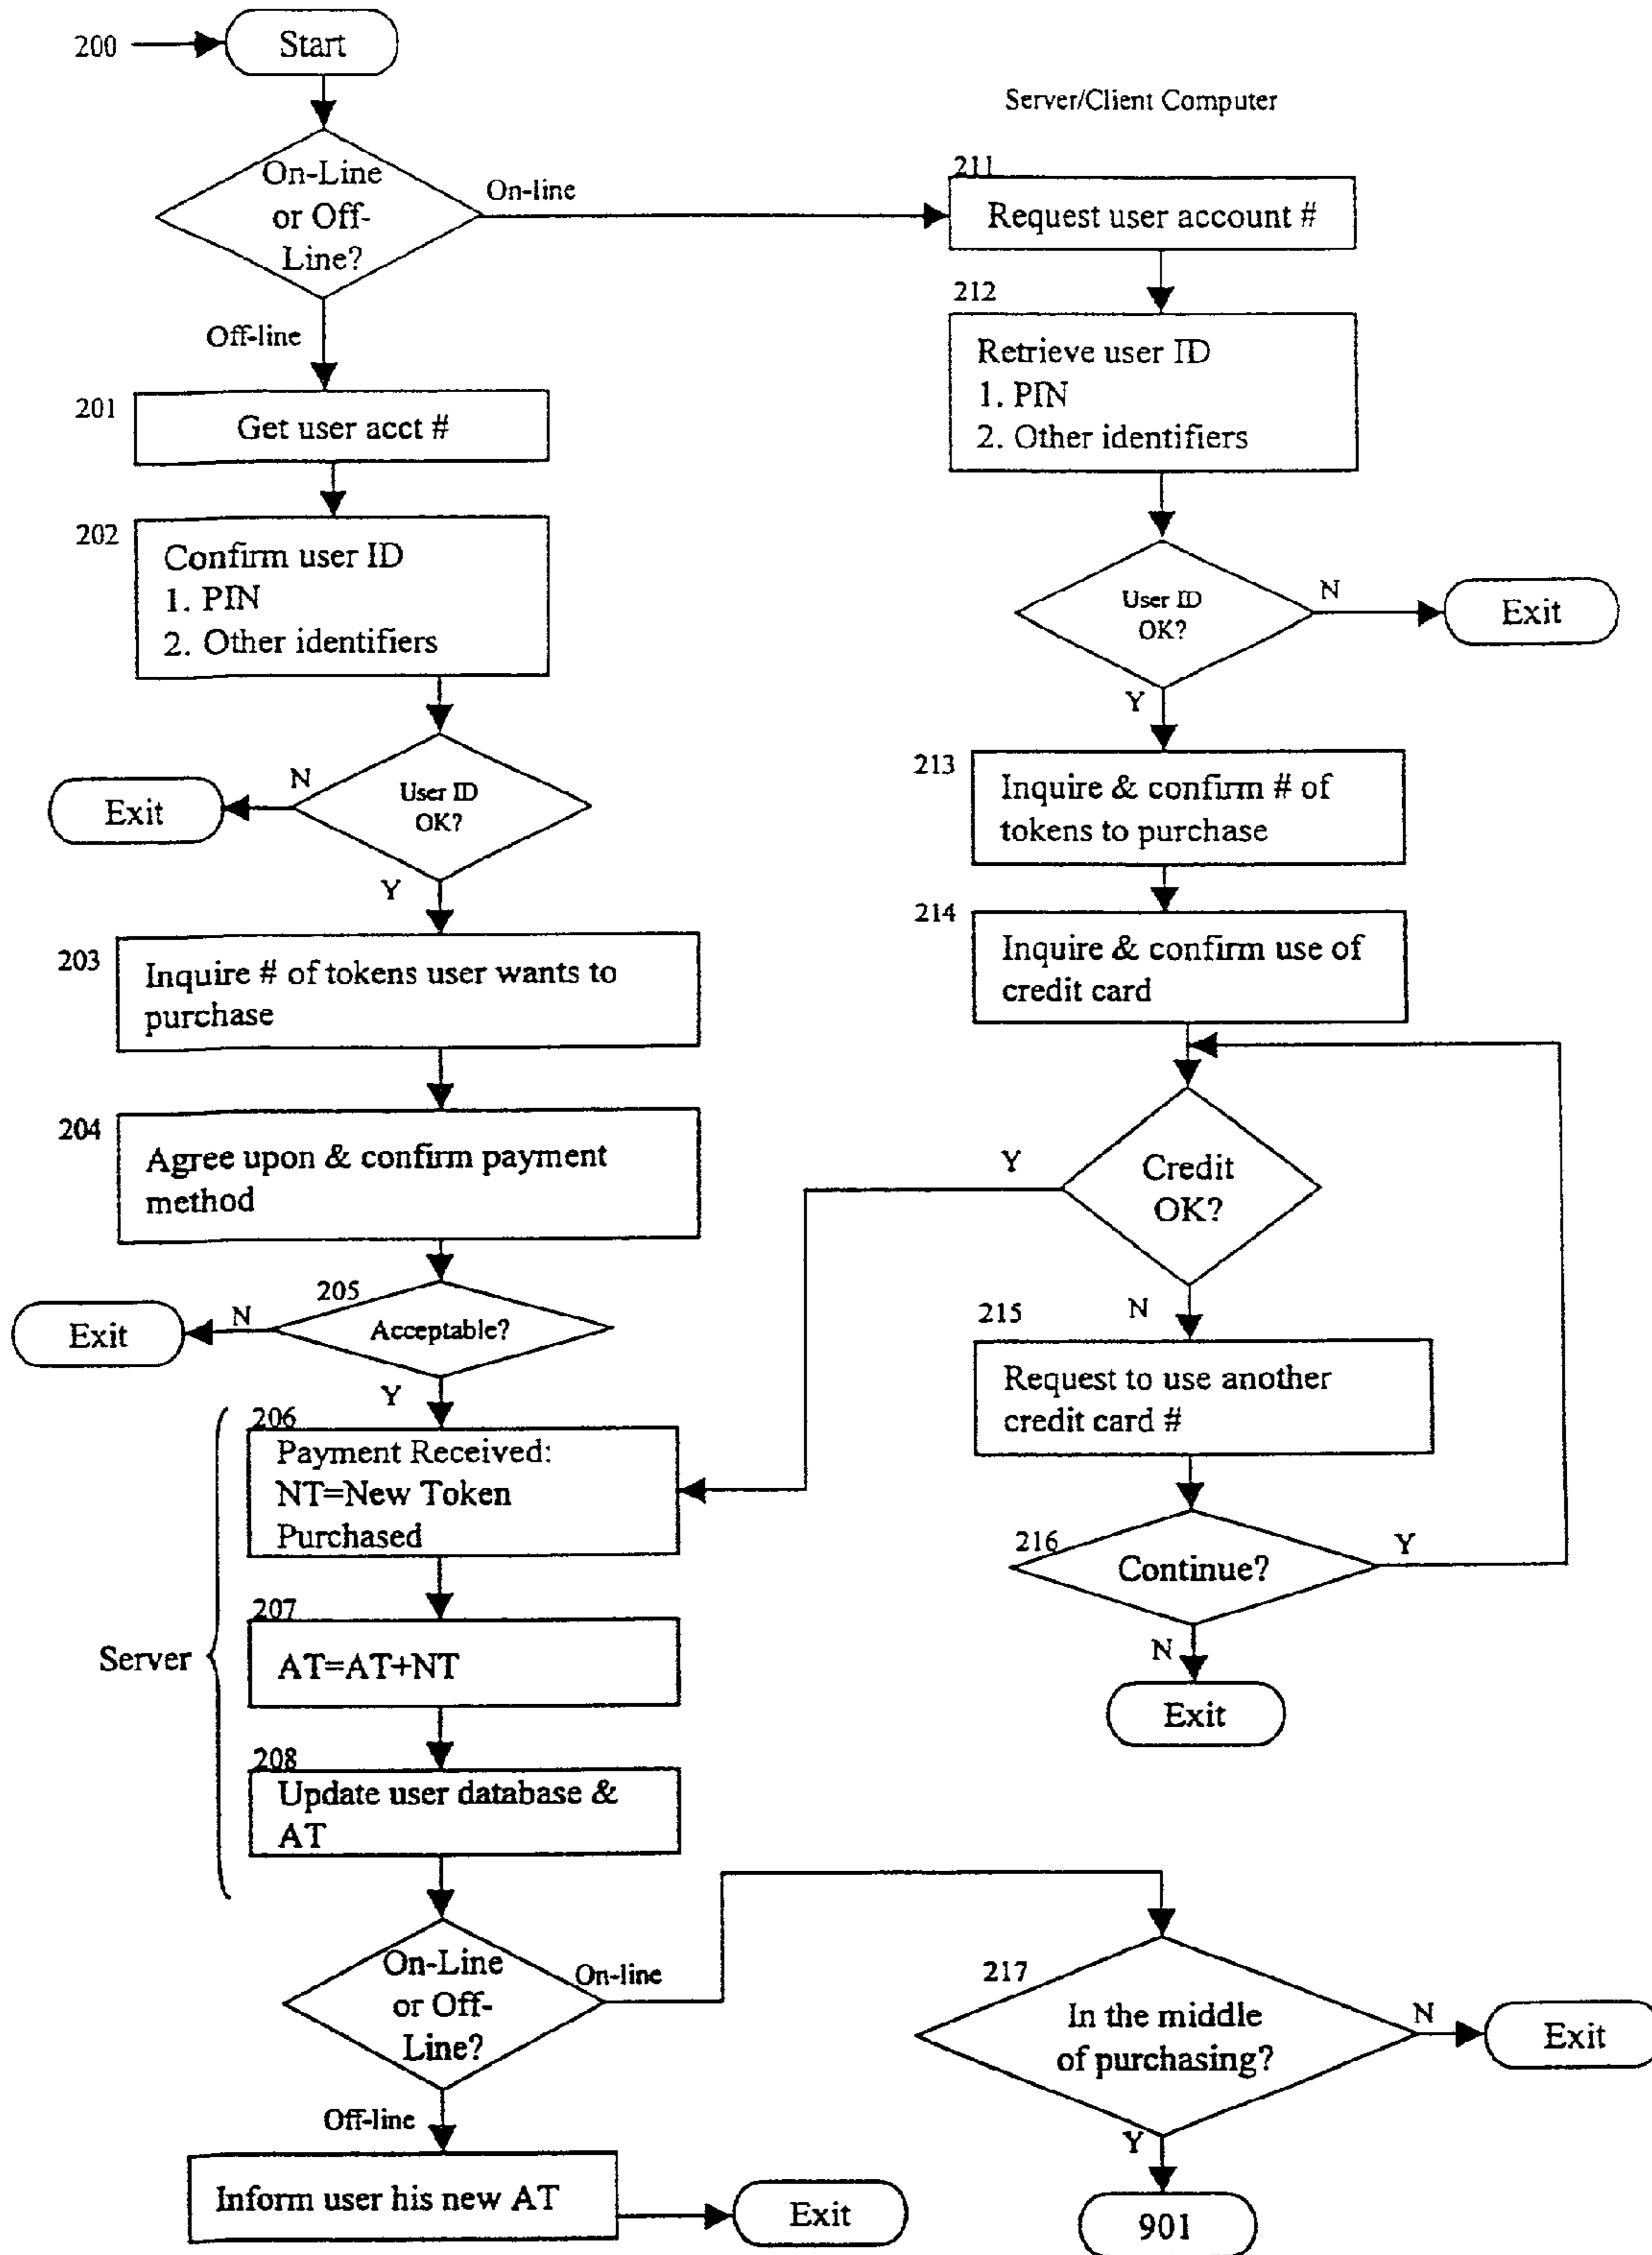 200
Start
Server/Client Computer
On-Line
or Off-
Line?
On-line
Off-line
211
Request user account #
212
Retrieve user ID
1. PIN
2. Other identifiers
201
Get user acct #
202
Confirm user ID
1. PIN
2. Other identifiers
User ID
OK?
N
Exit
Y
User ID
OK?
N
Exit
Y
213
Inquire & confirm # of
tokens to purchase
214
Inquire & confirm use of
credit card
203
Inquire # of tokens user wants to
purchase
204
Agree upon & confirm payment
method
Credit
OK?
Y
N
205
Acceptable?
N
Exit
Y
215
Request to use another
credit card #
216
Continue?
Y
N
Exit
Server
206
Payment Received:
NT=New Token
Purchased
207
AT=AT+NT
208
Update user database &
AT
On-Line
or Off-
Line?
On-line
Off-line
217
In the middle
of purchasing?
N
Exit
Y
901
Inform user his new AT
Exit